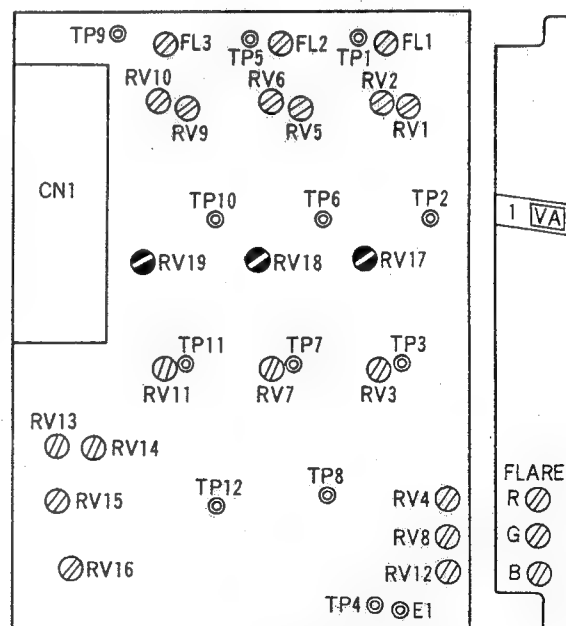 TP9 FL3 TP5 FL2 TP1 FL1
RV10 RV6 RV2
RV9 RV5 RV1
CN1
TP10 TP6 TP2
1 VA
RV19 RV18 RV17
TP11 TP7 TP3
RV11 RV7 RV3
RV13
RV14
FLARE
TP12 TP8
RV15 RV4 R
RV8 G
RV16 RV12 B
TP4 E1